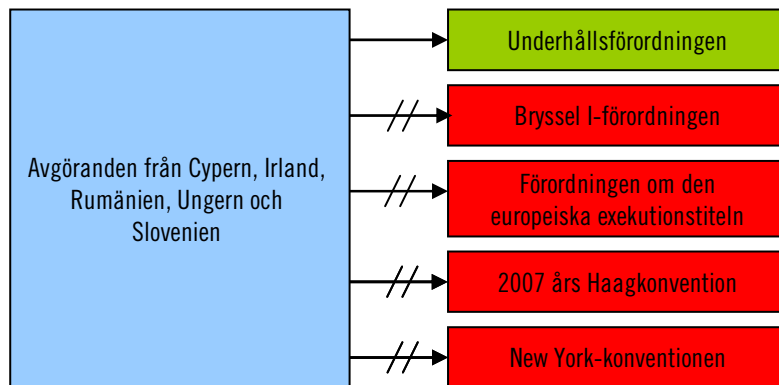 Avgöranden från Cypern, Irland,
Rumänien, Ungern och
Slovenien
Underhållsförordningen
Bryssel I-förordningen
Förordningen om den
europeiska exekutionstiteln
2007 års Haagkonvention
New York-konventionen